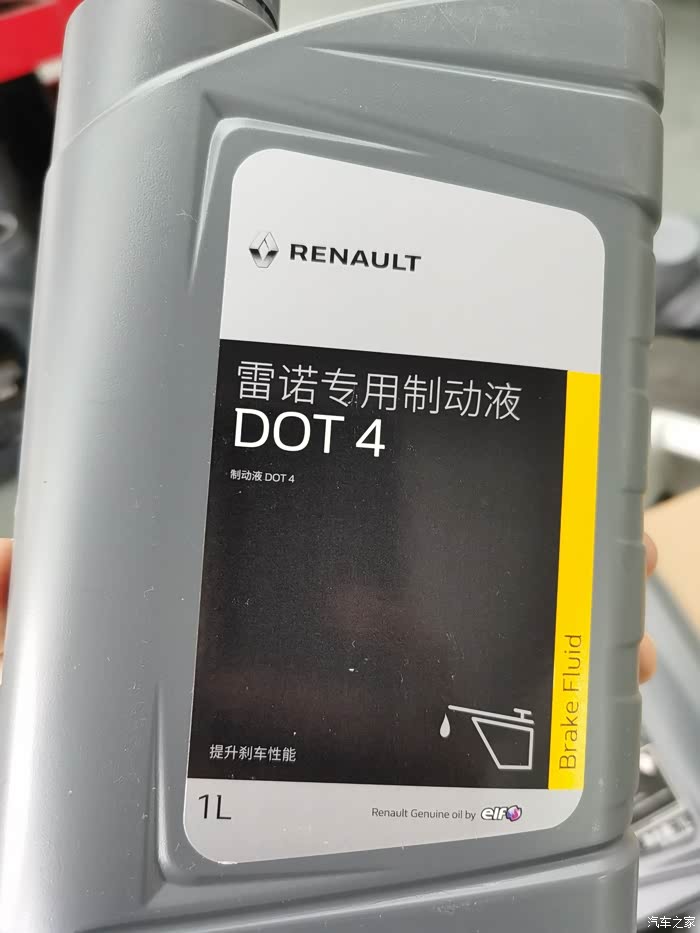 RENAULT
雷诺专用制动液
DOT 4
制动液 DOT 4
提升刹车性能
Brake Fluid
1L
Renault Genuine oil by elf
汽车之家